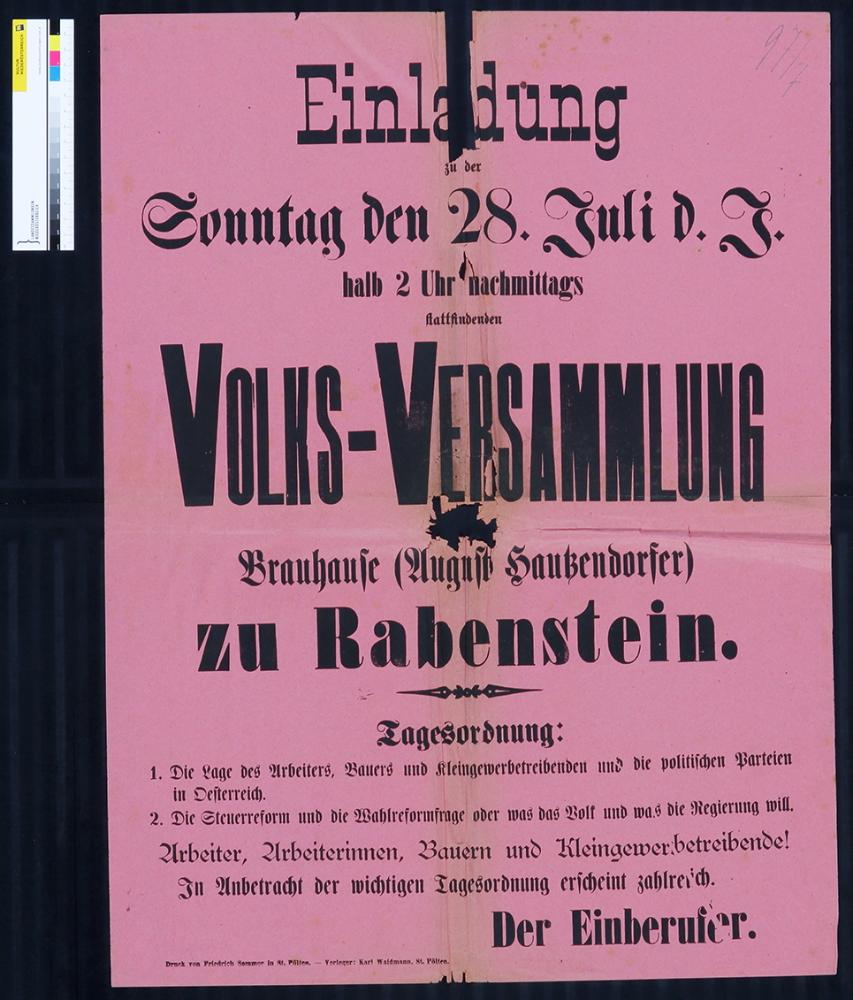 97/7
Einladung
zu der
Sonntag den 28. Juli d. J.
halb 2 Uhr nachmittags
stattfindenden
VOLKS-VERSAMMLUNG
Brauhause (August Hautzendorfer)
zu Rabenstein.
Tagesordnung:
1. Die Lage des Arbeiters, Bauers und Kleingewerbetreibenden und die politischen Parteien
in Oesterreich.
2. Die Steuerreform und die Wahlreformfrage oder was das Volk und was die Regierung will.
Arbeiter, Arbeiterinnen, Bauern und Kleingewerbetreibende!
In Anbetracht der wichtigen Tagesordnung erscheint zahlreich.
Der Einberufer.
Druck von Friedrich Sommer in St. Pölten. — Verleger: Karl Waidmann, St. Pölten.